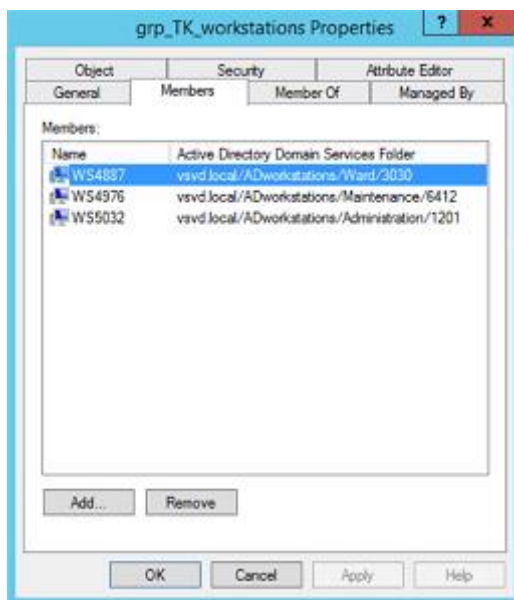 grp_TK_workstations Properties ? x
Object Security Attribute Editor
General Members Member Of Managed By
Members:
Name Active Directory Domain Services Folder
WS4887 vsvd.local/ADworkstations/Ward/3030
WS4976 vsvd.local/ADworkstations/Maintenance/6412
WS5032 vsvd.local/ADworkstations/Administration/1201
Add... Remove
OK Cancel Apply Help